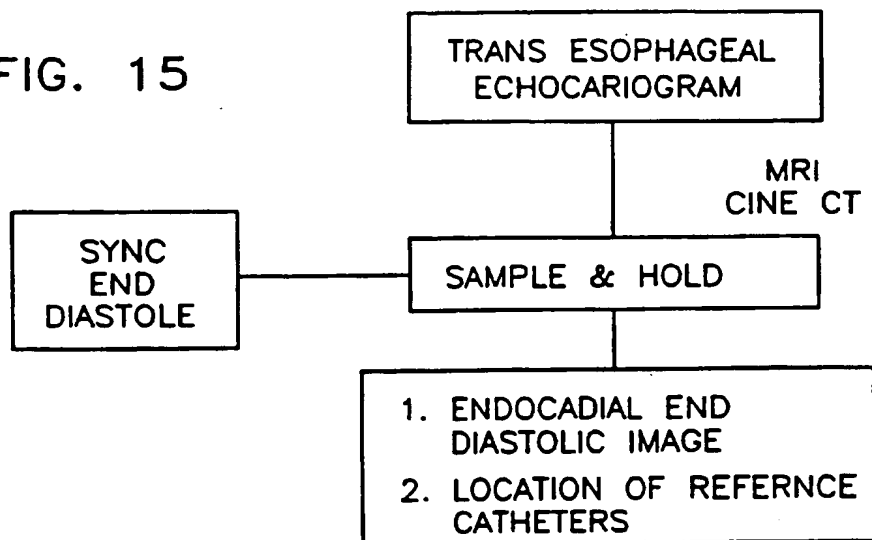 FIG. 15
TRANS ESOPHAGEAL
ECHOCARIOGRAM
MRI
CINE CT
SYNC
END
DIASTOLE
SAMPLE & HOLD
1. ENDOCADIAL END
DIASTOLIC IMAGE
2. LOCATION OF REFERNCE
CATHETERS